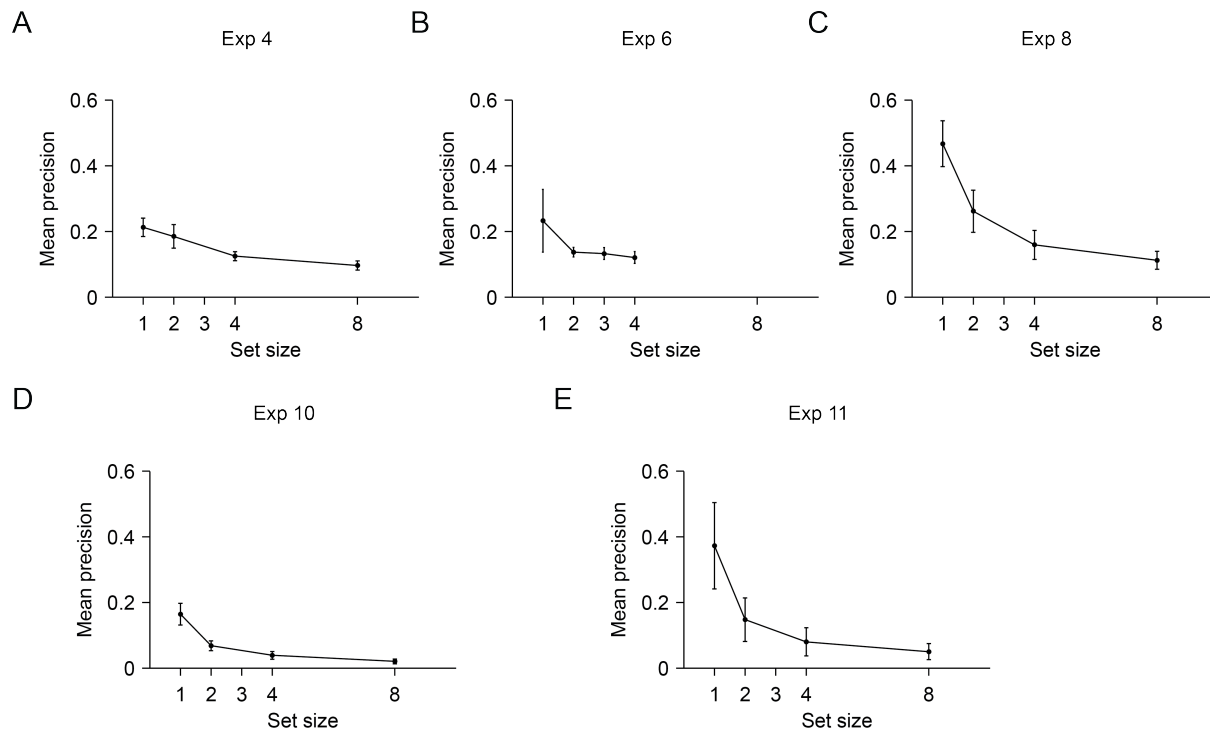 A
Exp 4
Mean precision
0.6
0.4
0.2
0
1 2 3 4 8
Set size
B
Exp 6
Mean precision
0.6
0.4
0.2
0
1 2 3 4 8
Set size
C
Exp 8
Mean precision
0.6
0.4
0.2
0
1 2 3 4 8
Set size
D
Exp 10
Mean precision
0.6
0.4
0.2
0
1 2 3 4 8
Set size
E
Exp 11
Mean precision
0.6
0.4
0.2
0
1 2 3 4 8
Set size